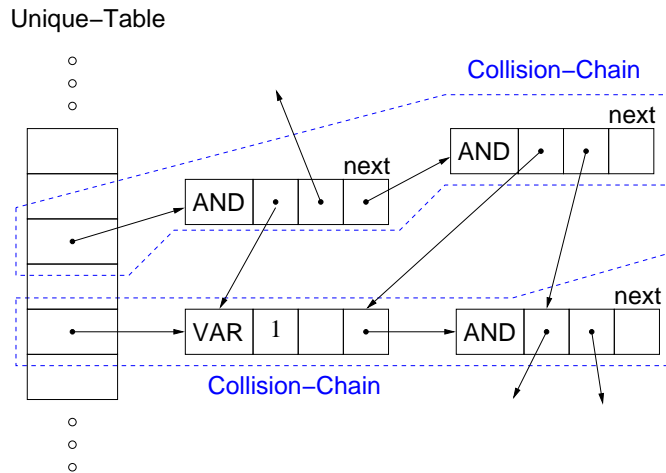 Unique−Table
Collision−Chain
next
AND
next
AND
next
VAR 1
AND
Collision−Chain